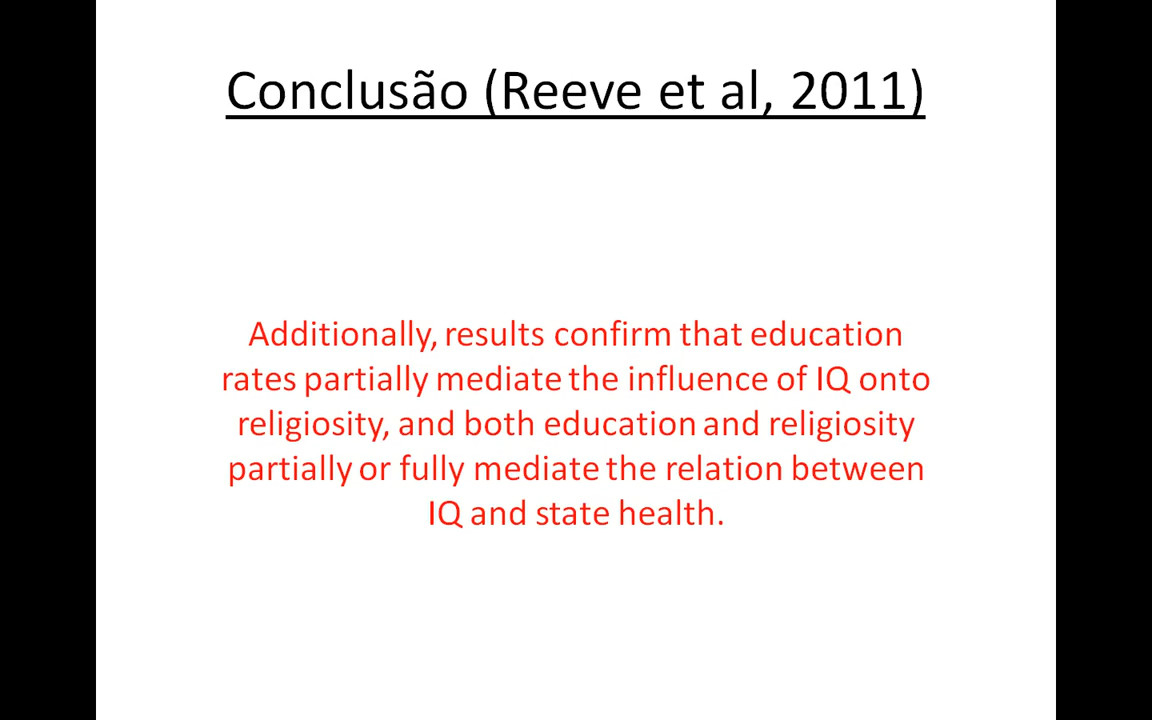 Conclusão (Reeve et al, 2011)
Additionally, results confirm that education
rates partially mediate the influence of IQ onto
religiosity, and both education and religiosity
partially or fully mediate the relation between
IQ and state health.